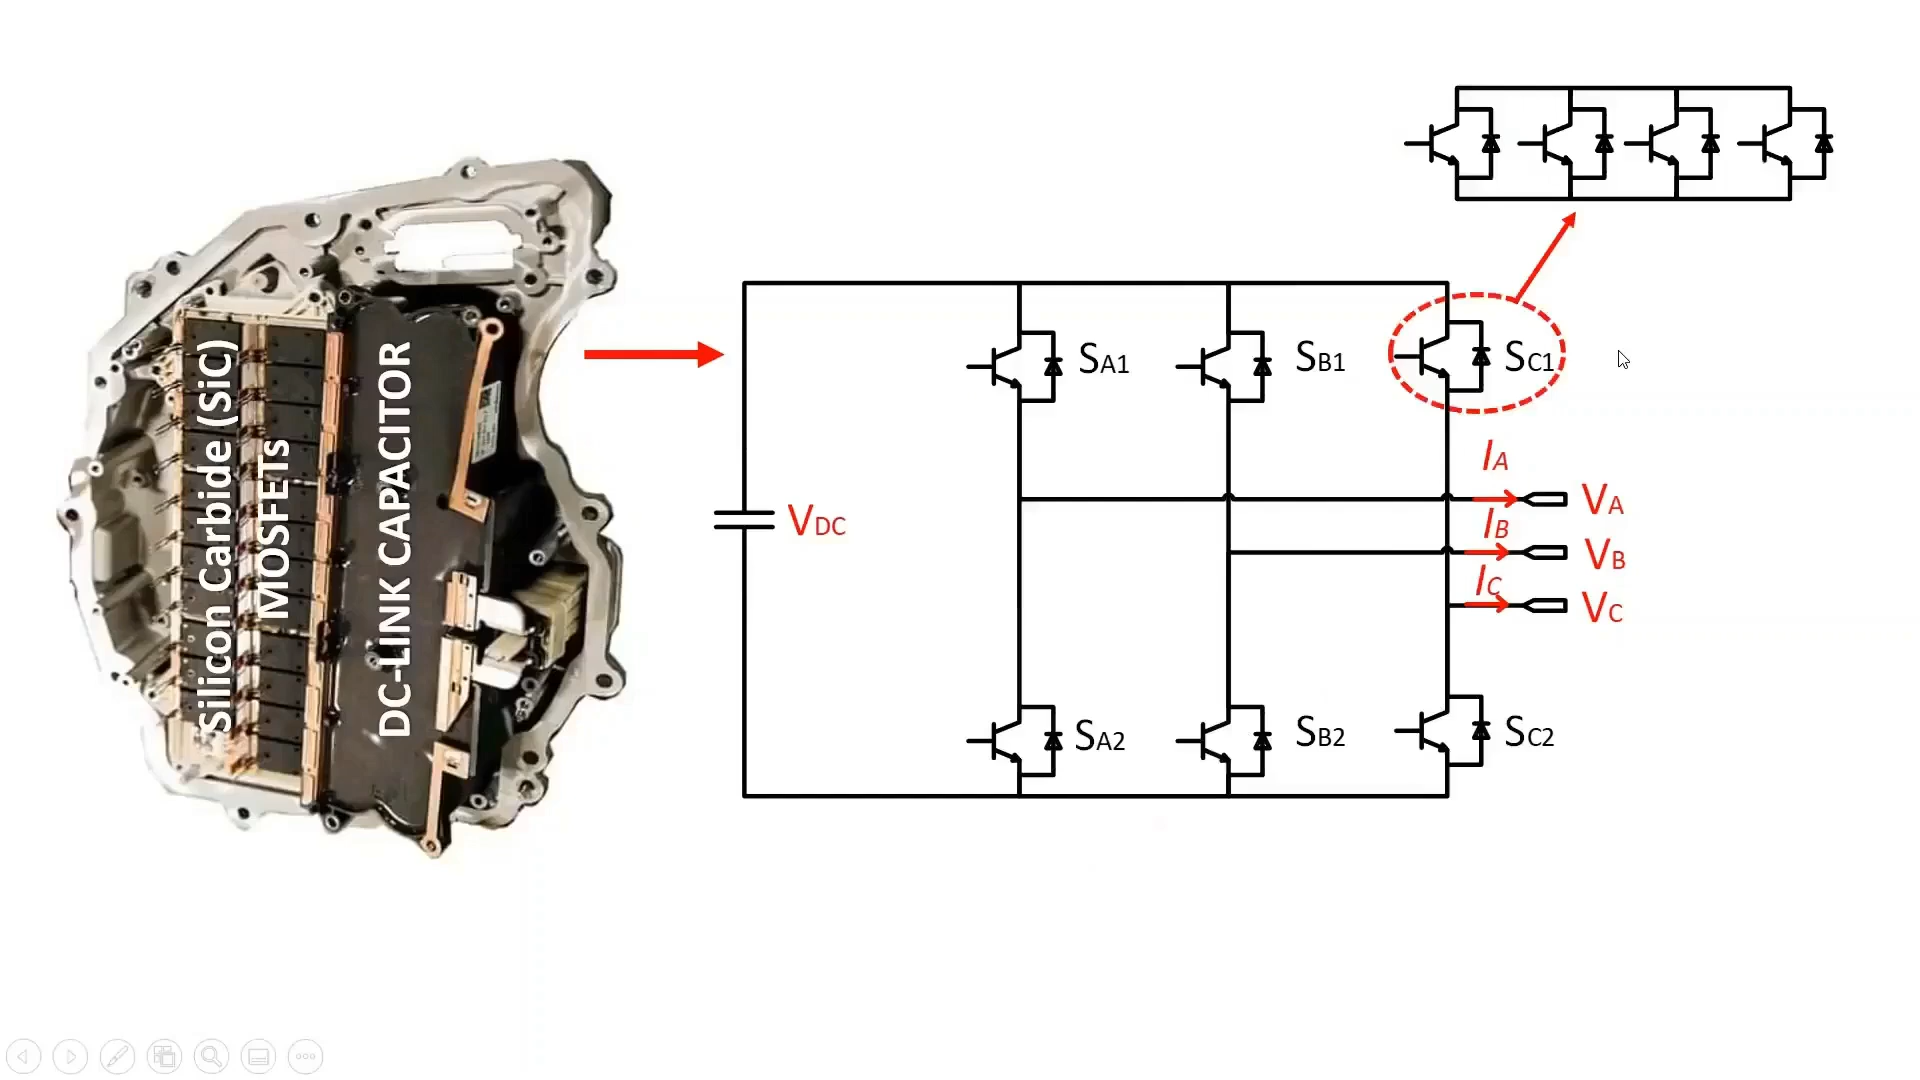 Silicon Carbide (SiC)
MOSFETs
DC-LINK CAPACITOR
VDC
SA1
SB1
SC1
IA
VA
IB
VB
IC
VC
SA2
SB2
SC2